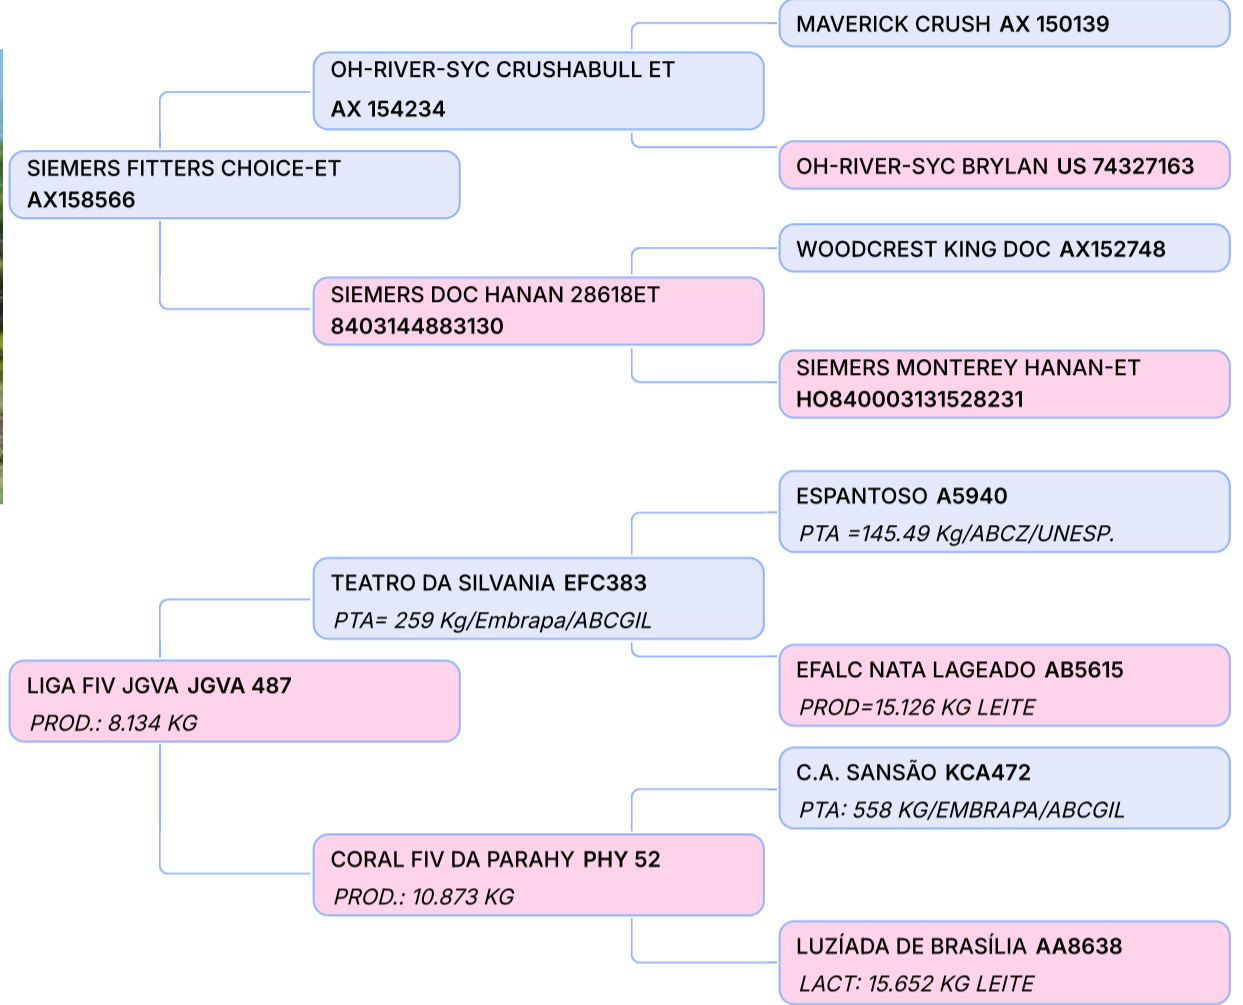 MAVERICK CRUSH AX 150139
OH-RIVER-SYC CRUSHABULL ET
AX 154234
OH-RIVER-SYC BRYLAN US 74327163
SIEMERS FITTERS CHOICE-ET
AX158566
WOODCREST KING DOC AX152748
SIEMERS DOC HANAN 28618ET
8403144883130
SIEMERS MONTEREY HANAN-ET
HO840003131528231
ESPANTOSO A5940
PTA =145.49 Kg/ABCZ/UNESP.
TEATRO DA SILVANIA EFC383
PTA= 259 Kg/Embrapa/ABCGIL
EFALC NATA LAGEADO AB5615
PROD=15.126 KG LEITE
LIGA FIV JGVA JGVA 487
PROD.: 8.134 KG
C.A. SANSÃO KCA472
PTA: 558 KG/EMBRAPA/ABCGIL
CORAL FIV DA PARAHY PHY 52
PROD.: 10.873 KG
LUZÍADA DE BRASÍLIA AA8638
LACT: 15.652 KG LEITE